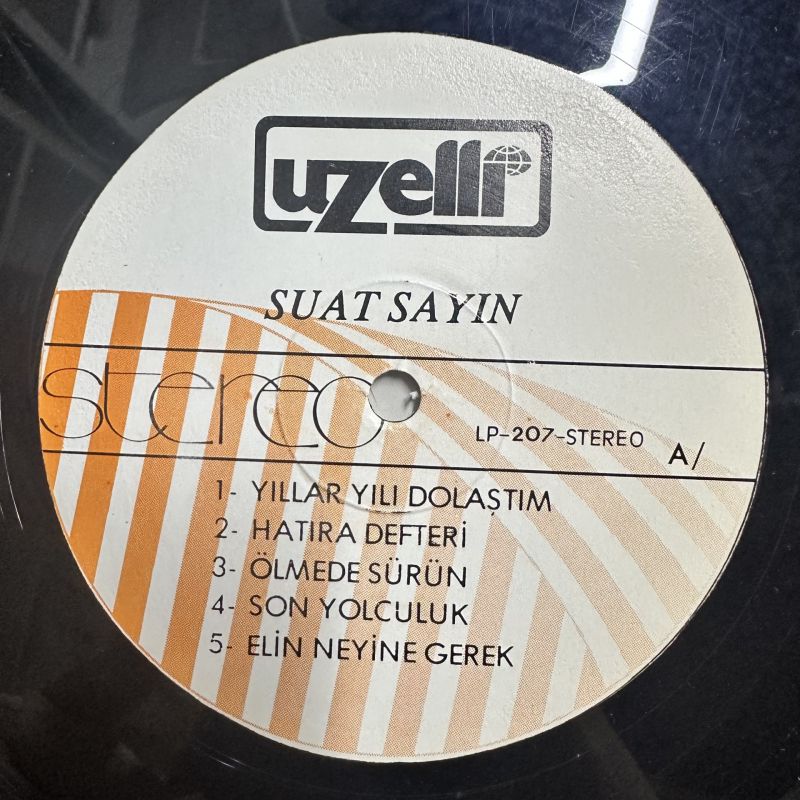 uzelli
SUAT SAYIN
stereo
LP-207-STEREO A/
1- YILLAR YILI DOLAŞTIM
2- HATIRA DEFTERİ
3- ÖLMEDE SÜRÜN
4- SON YOLCULUK
5- ELİN NEYİNE GEREK